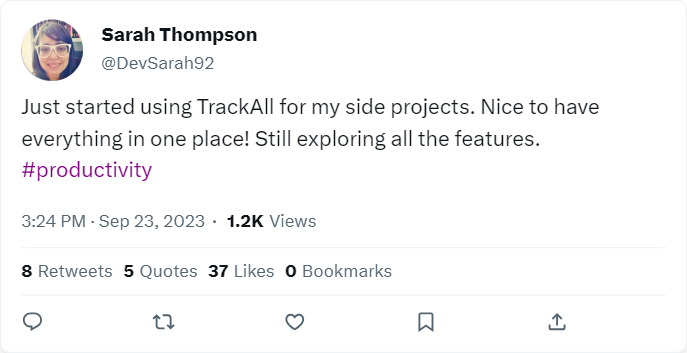 Sarah Thompson
@DevSarah92
Just started using TrackAll for my side projects. Nice to have
everything in one place! Still exploring all the features.
#productivity
3:24 PM · Sep 23, 2023 · 1.2K Views
8 Retweets 5 Quotes 37 Likes 0 Bookmarks